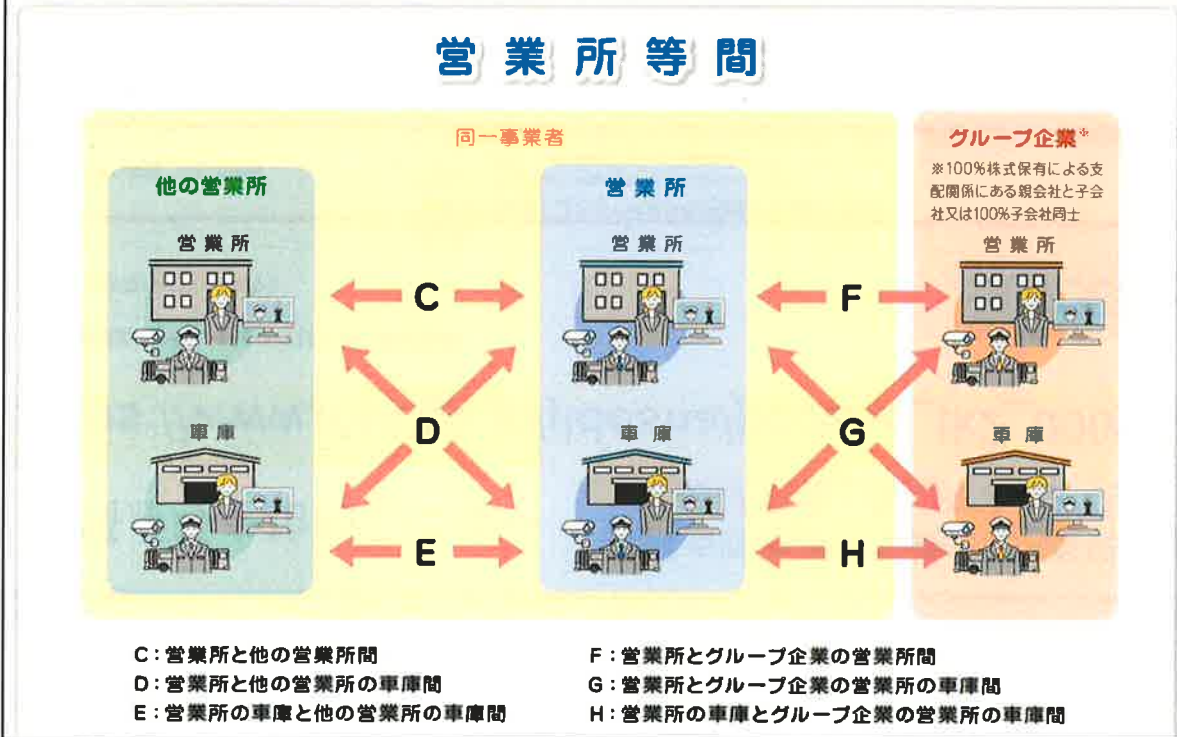 営業所等間
同一事業者
グループ企業※
※100%株式保有による支
配関係にある親会社と子会
社又は100%子会社同士
他の営業所
営業所
営業所
営業所
営業所
C
F
D
G
車庫
車庫
車庫
E
H
C：営業所と他の営業所間
D：営業所と他の営業所の車庫間
E：営業所の車庫と他の営業所の車庫間
F：営業所とグループ企業の営業所間
G：営業所とグループ企業の営業所の車庫間
H：営業所の車庫とグループ企業の営業所の車庫間